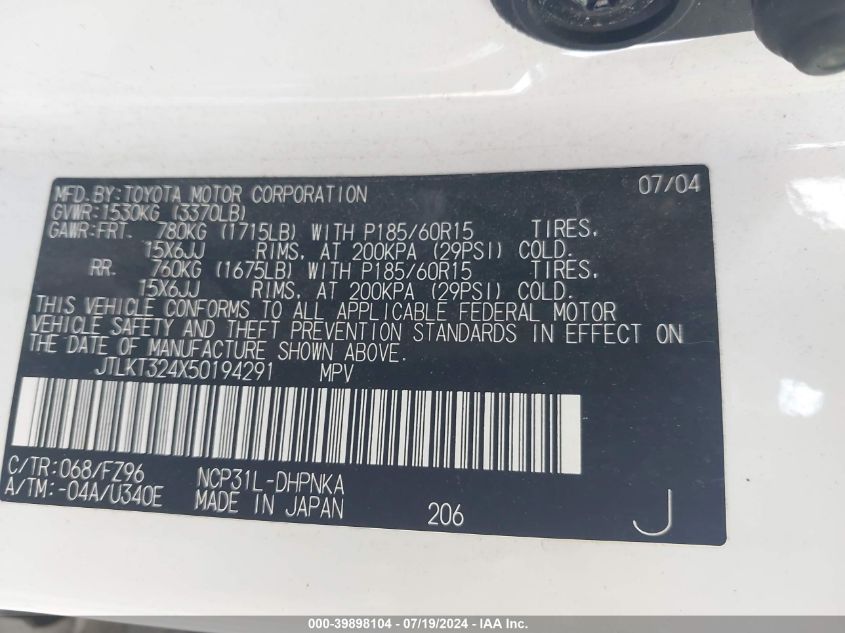 07/04
MFD.BY:TOYOTA MOTOR CORPORATION
GVWR:1530KG (3370LB)
GAWR:FRT. 780KG (1715LB) WITH P185/60R15 TIRES,
15X6JJ RIMS, AT 200KPA (29PSI) COLD.
RR. 760KG (1675LB) WITH P185/60R15 TIRES,
15X6JJ RIMS, AT 200KPA (29PSI) COLD.
THIS VEHICLE CONFORMS TO ALL APPLICABLE FEDERAL MOTOR
VEHICLE SAFETY AND THEFT PREVENTION STANDARDS IN EFFECT ON
THE DATE OF MANUFACTURE SHOWN ABOVE.
JTLKT324X50194291 MPV
C/TR:068/FZ96 NCP31L-DHPNKA
A/TM:-04A/U340E MADE IN JAPAN 206 J
000-39898104 - 07/19/2024 - IAA Inc.